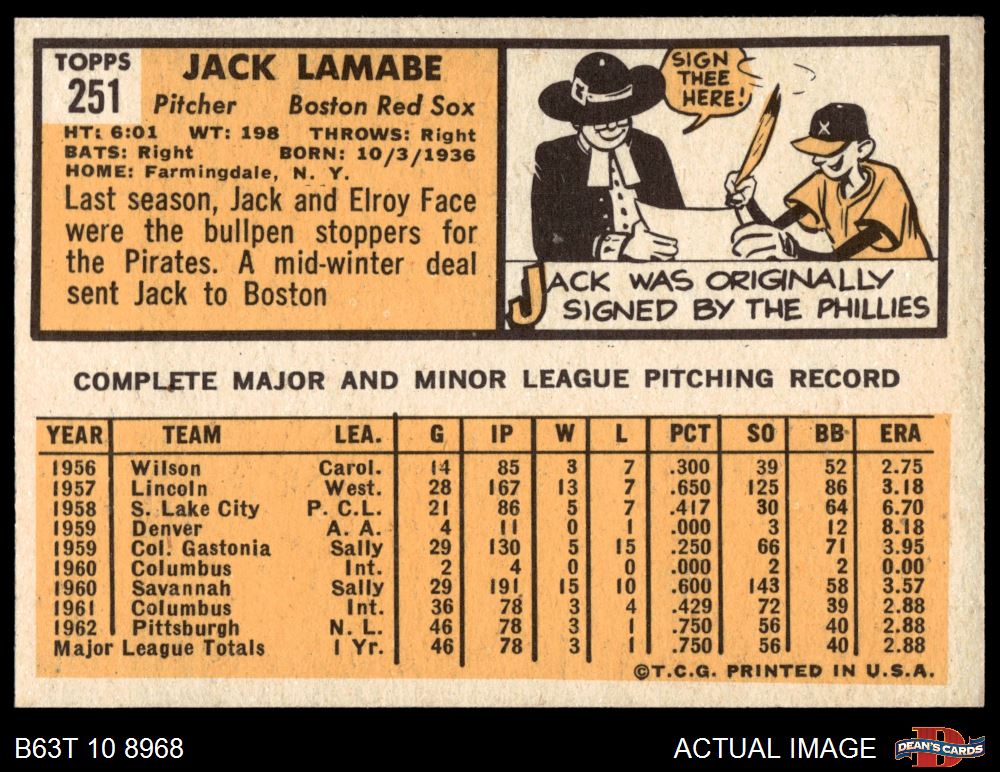 TOPPS
251
JACK LAMABE
Pitcher Boston Red Sox
HT: 6:01 WT: 198 THROWS: Right
BATS: Right BORN: 10/3/1936
HOME: Farmingdale, N. Y.
Last season, Jack and Elroy Face
were the bullpen stoppers for
the Pirates. A mid-winter deal
sent Jack to Boston
SIGN
THEE
HERE!
JACK WAS ORIGINALLY
SIGNED BY THE PHILLIES
COMPLETE MAJOR AND MINOR LEAGUE PITCHING RECORD
YEAR TEAM LEA. G IP W L PCT SO BB ERA
1956 Wilson Carol. 14 85 3 7 .300 39 52 2.75
1957 Lincoln West. 28 167 13 7 .650 125 86 3.18
1958 S. Lake City P. C.L. 21 86 5 7 .417 30 64 6.70
1959 Denver A. A. 4 11 0 1 .000 3 12 8.18
1959 Col. Gastonia Sally 29 130 5 15 .250 66 71 3.95
1960 Columbus Int. 2 4 0 0 .000 2 2 0.00
1960 Savannah Sally 29 191 15 10 .600 143 58 3.57
1961 Columbus Int. 36 78 3 4 .429 72 39 2.88
1962 Pittsburgh N. L. 46 78 3 1 .750 56 40 2.88
Major League Totals 1 Yr. 46 78 3 1 .750 56 40 2.88
©T.C.G. PRINTED IN U.S.A.
B63T 10 8968
ACTUAL IMAGE
D
DEAN'S CARDS